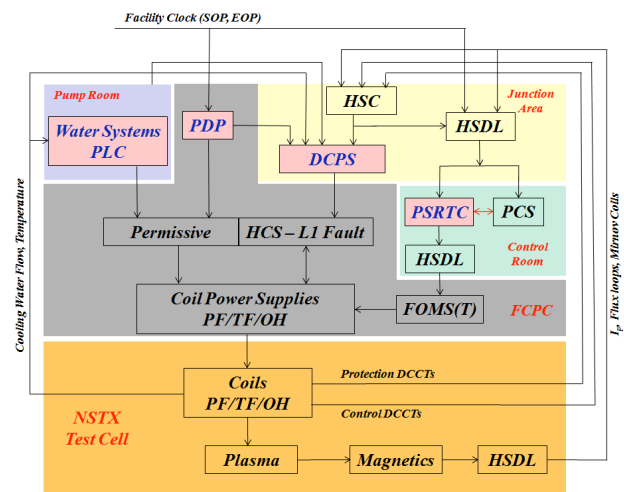 Facility Clock (SOP, EOP)
Pump Room
Water Systems
PLC
PDP
HSC
Junction
Area
HSDL
DCPS
PSRTC
PCS
HSDL
Control
Room
Permissive
HCS – L1 Fault
Coil Power Supplies
PF/TF/OH
FOMS(T)
FCPC
Cooling Water Flow, Temperature
Ip, Flux loops, Mirnov Coils
Coils
PF/TF/OH
Protection DCCTs
Control DCCTs
NSTX
Test Cell
Plasma
Magnetics
HSDL